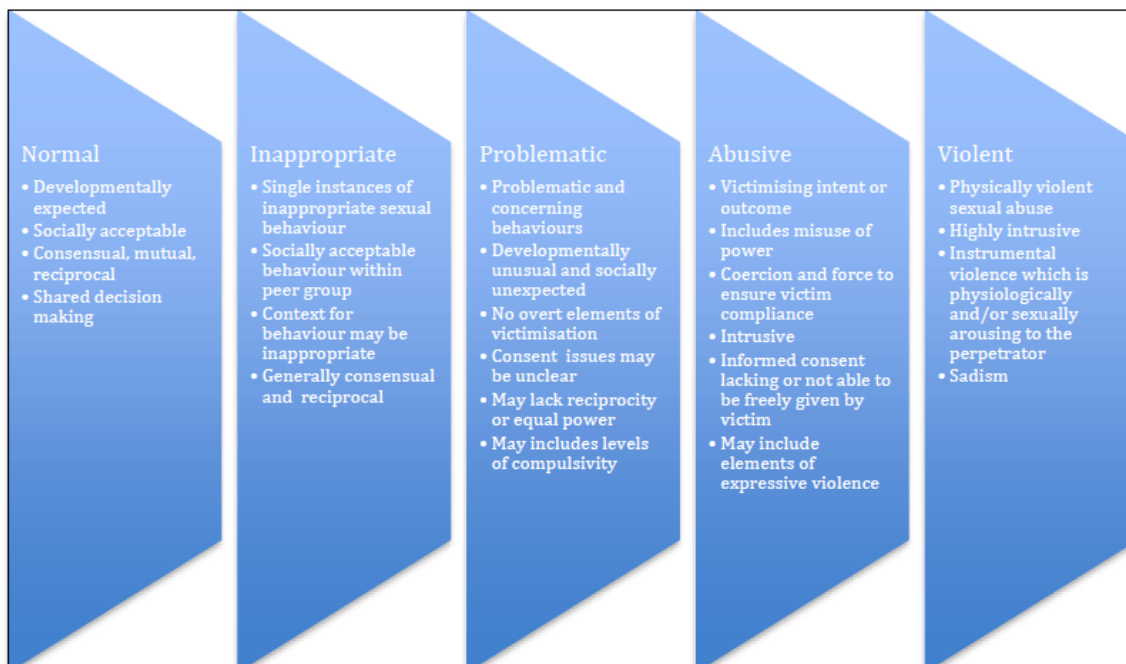 Normal
• Developmentally
expected
• Socially acceptable
• Consensual, mutual,
reciprocal
• Shared decision
making
Inappropriate
• Single instances of
inappropriate sexual
behaviour
• Socially acceptable
behaviour within
peer group
• Context for
behaviour may be
inappropriate
• Generally consensual
and reciprocal
Problematic
• Problematic and
concerning
behaviours
• Developmentally
unusual and socially
unexpected
• No overt elements of
victimisation
• Consent issues may
be unclear
• May lack reciprocity
or equal power
• May includes levels
of compulsivity
Abusive
• Victimising intent or
outcome
• Includes misuse of
power
• Coercion and force to
ensure victim
compliance
• Intrusive
• Informed consent
lacking or not able to
be freely given by
victim
• May include
elements of
expressive violence
Violent
• Physically violent
sexual abuse
• Highly intrusive
• Instrumental
violence which is
physiologically
and/or sexually
arousing to the
perpetrator
• Sadism